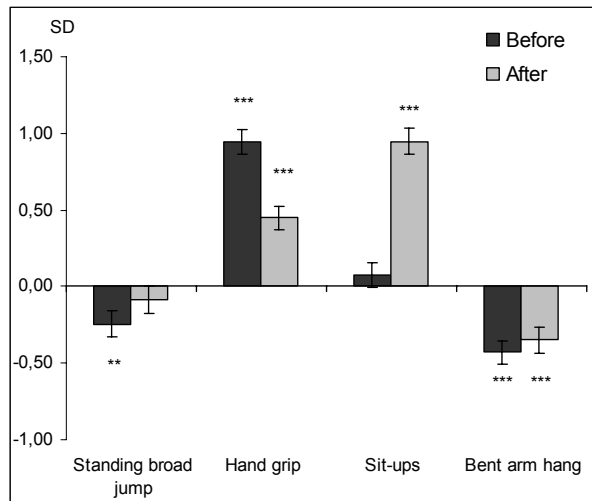 SD
Before
After
1,50
1,00
0,50
0,00
-0,50
-1,00
***
***
***
**
***
***
Standing broad
jump
Hand grip
Sit-ups
Bent arm hang